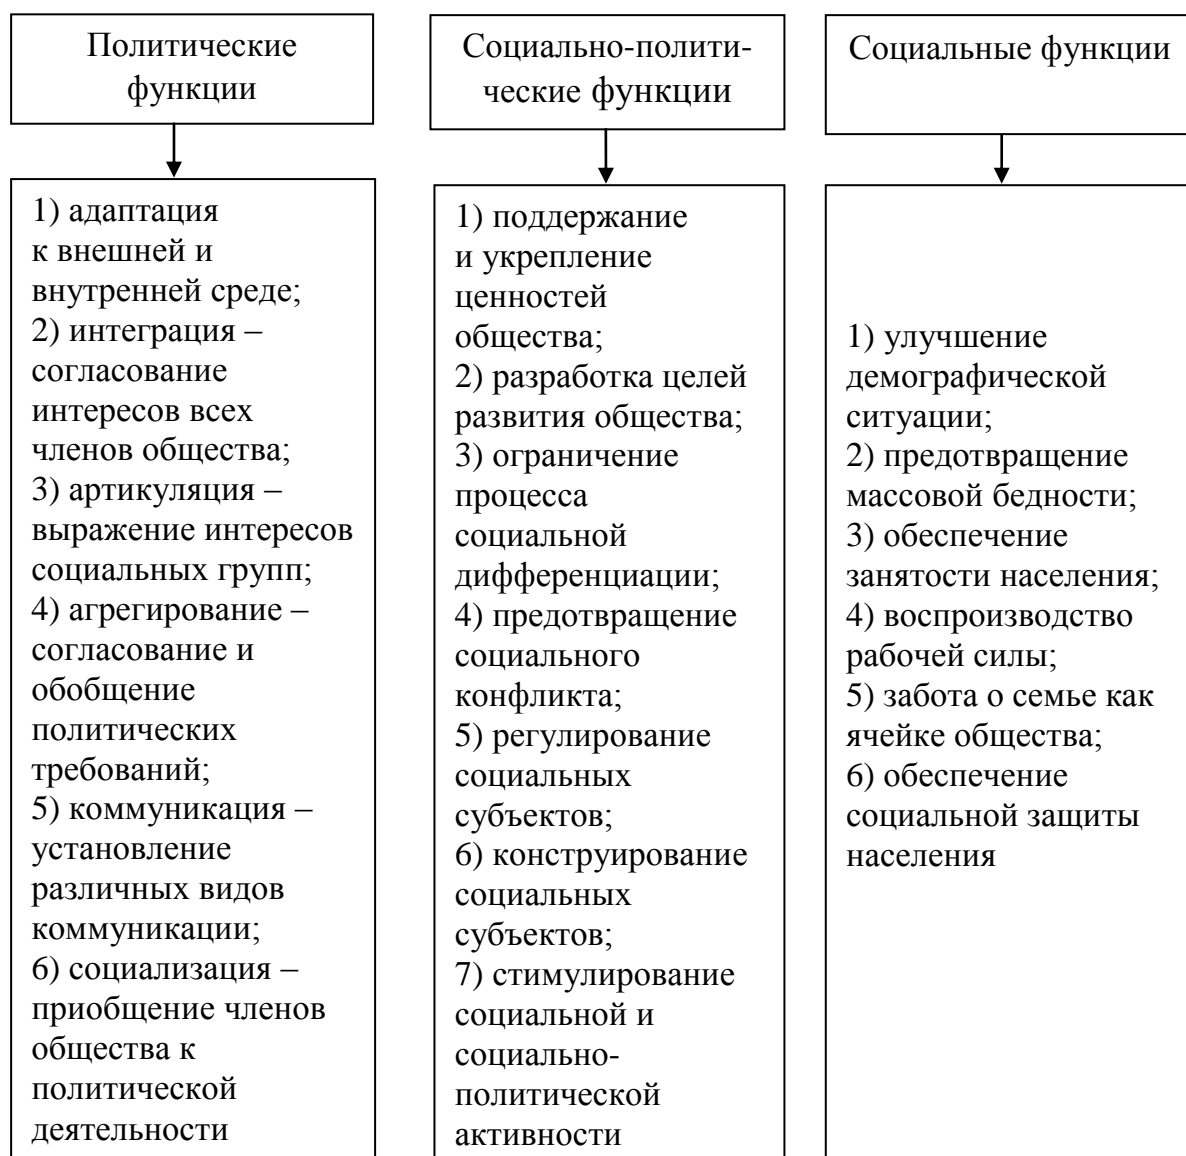 Политические
функции
1) адаптация
к внешней и
внутренней среде;
2) интеграция –
согласование
интересов всех
членов общества;
3) артикуляция –
выражение интересов
социальных групп;
4) агрегирование –
согласование и
обобщение
политических
требований;
5) коммуникация –
установление
различных видов
коммуникации;
6) социализация –
приобщение членов
общества к
политической
деятельности
Социально-полити-
ческие функции
1) поддержание
и укрепление
ценностей
общества;
2) разработка целей
развития общества;
3) ограничение
процесса
социальной
дифференциации;
4) предотвращение
социального
конфликта;
5) регулирование
социальных
субъектов;
6) конструирование
социальных
субъектов;
7) стимулирование
социальной и
социально-
политической
активности
Социальные функции
1) улучшение
демографической
ситуации;
2) предотвращение
массовой бедности;
3) обеспечение
занятости населения;
4) воспроизводство
рабочей силы;
5) забота о семье как
ячейке общества;
6) обеспечение
социальной защиты
населения